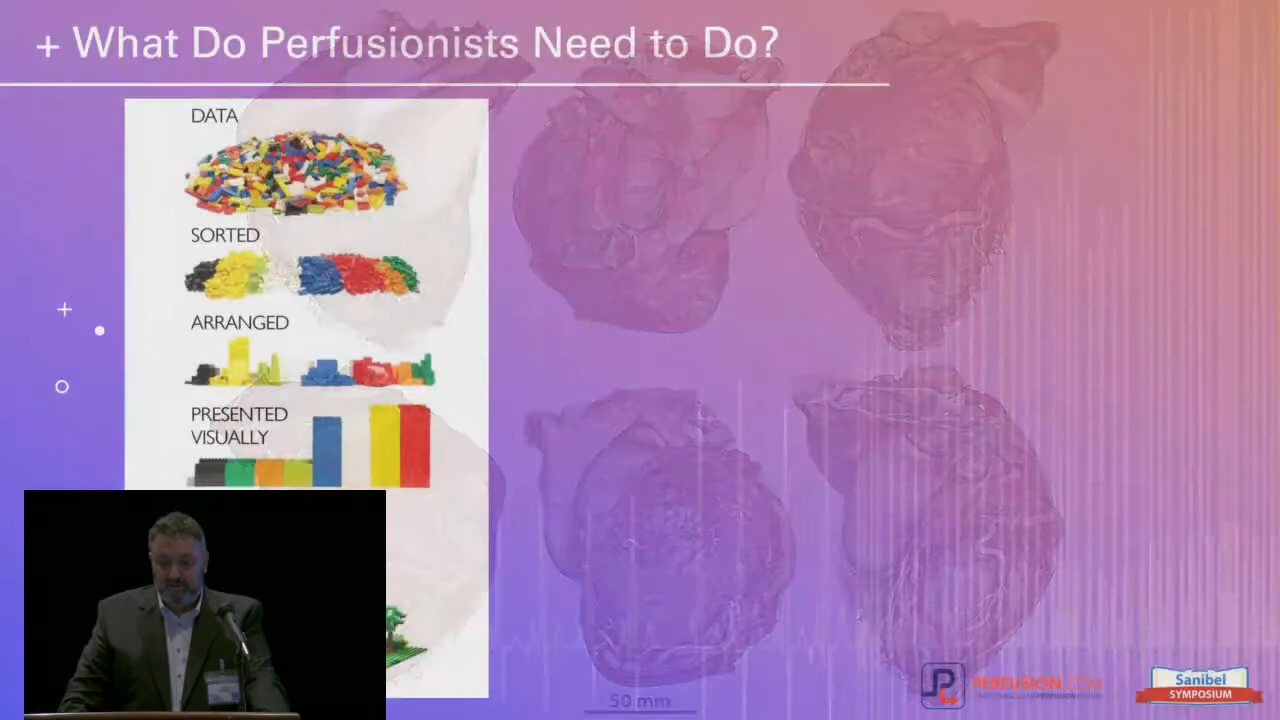 + What Do Perfusionists Need to Do?
DATA
SORTED
ARRANGED
PRESENTED
VISUALLY
50 mm
PERFUSION.COM
Sanibel
SYMPOSIUM